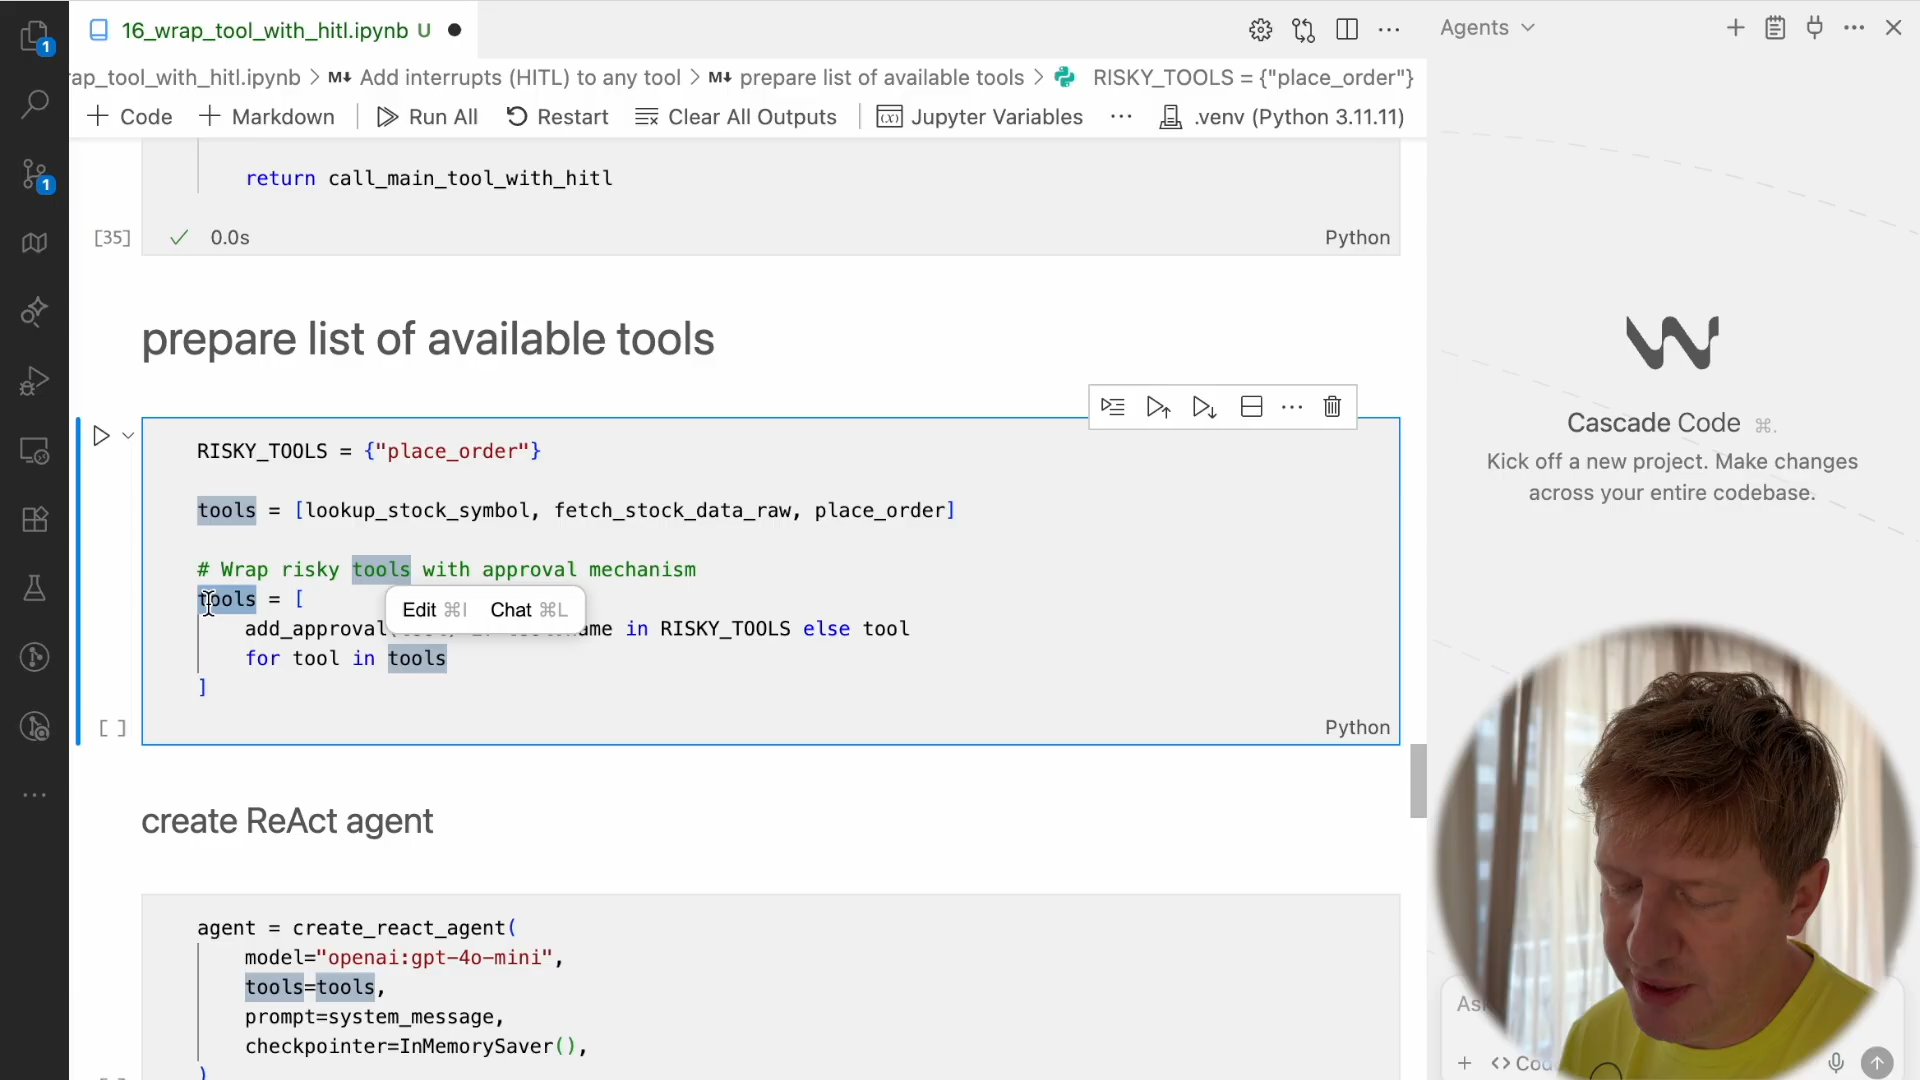 16_wrap_tool_with_hitl.ipynb U
Agents
rap_tool_with_hitl.ipynb > M↓ Add interrupts (HITL) to any tool > M↓ prepare list of available tools > RISKY_TOOLS = {"place_order"}
+ Code + Markdown Run All Restart Clear All Outputs Jupyter Variables ... .venv (Python 3.11.11)
1
1
return call_main_tool_with_hitl
[35] 0.0s Python
prepare list of available tools
RISKY_TOOLS = {"place_order"}
tools = [lookup_stock_symbol, fetch_stock_data_raw, place_order]
# Wrap risky tools with approval mechanism
tools = [
Edit ⌘I Chat ⌘L
add_approval in RISKY_TOOLS else tool
for tool in tools
]
[ ] Python
create ReAct agent
agent = create_react_agent(
model="openai:gpt-4o-mini",
tools=tools,
prompt=system_message,
checkpointer=InMemorySaver(),
)
Cascade Code ⌘.
Kick off a new project. Make changes
across your entire codebase.